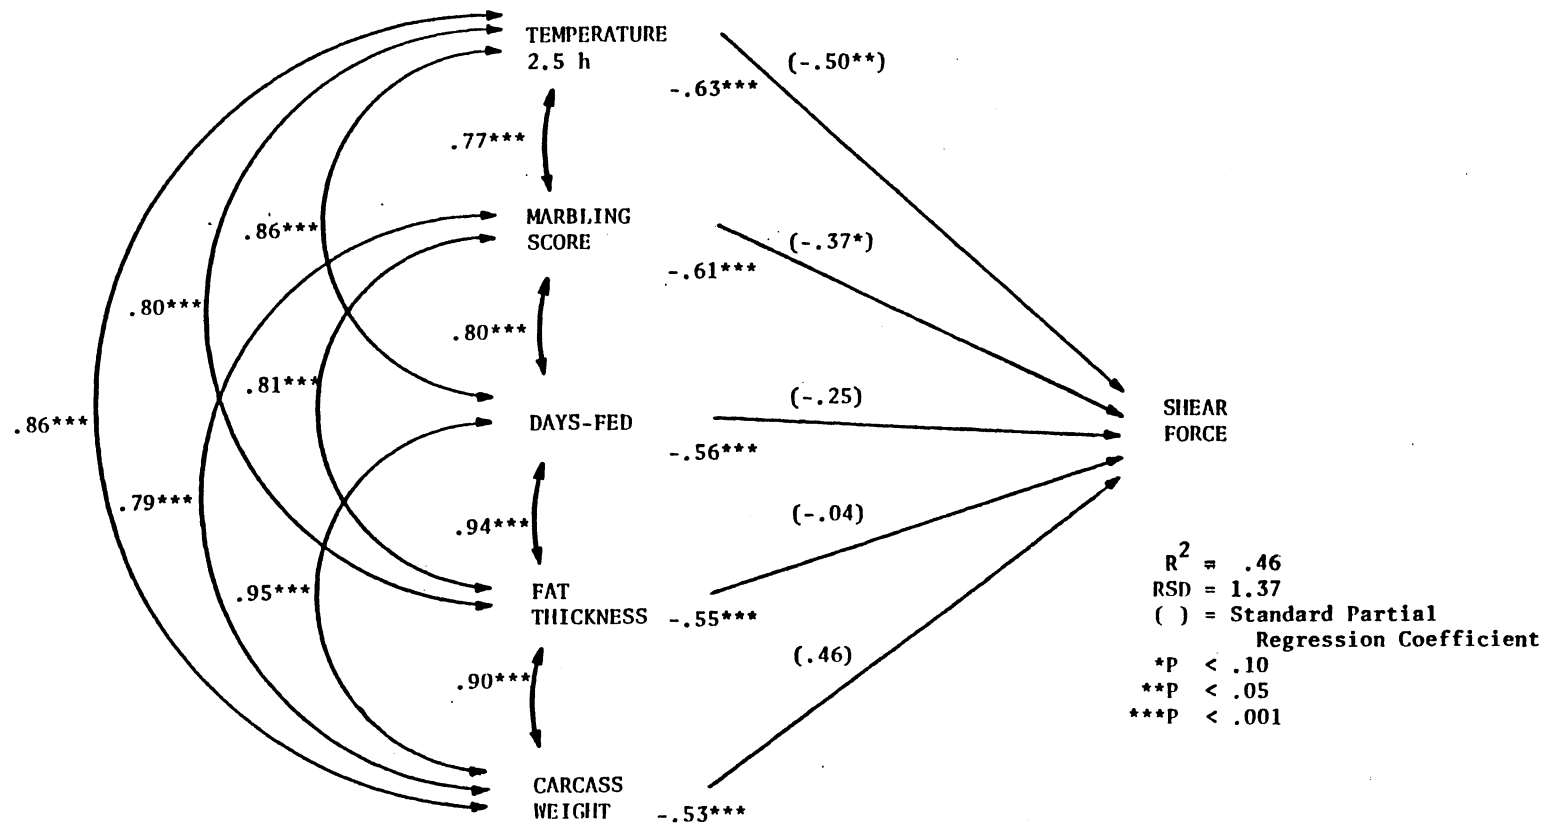 TEMPERATURE
2.5 h
(-.50**)
-.63***
.77***
MARBLING
SCORE
.86***
(-.37*)
-.61***
.80***
.80***
.81***
(-.25)
DAYS-FED
-.56***
SHEAR
FORCE
.86***
.79***
.94***
(-.04)
.95***
FAT
THICKNESS
-.55***
(.46)
.90***
CARCASS
WEIGHT
-.53***
R2 = .46
RSD = 1.37
( ) = Standard Partial
Regression Coefficient
*P < .10
**P < .05
***P < .001